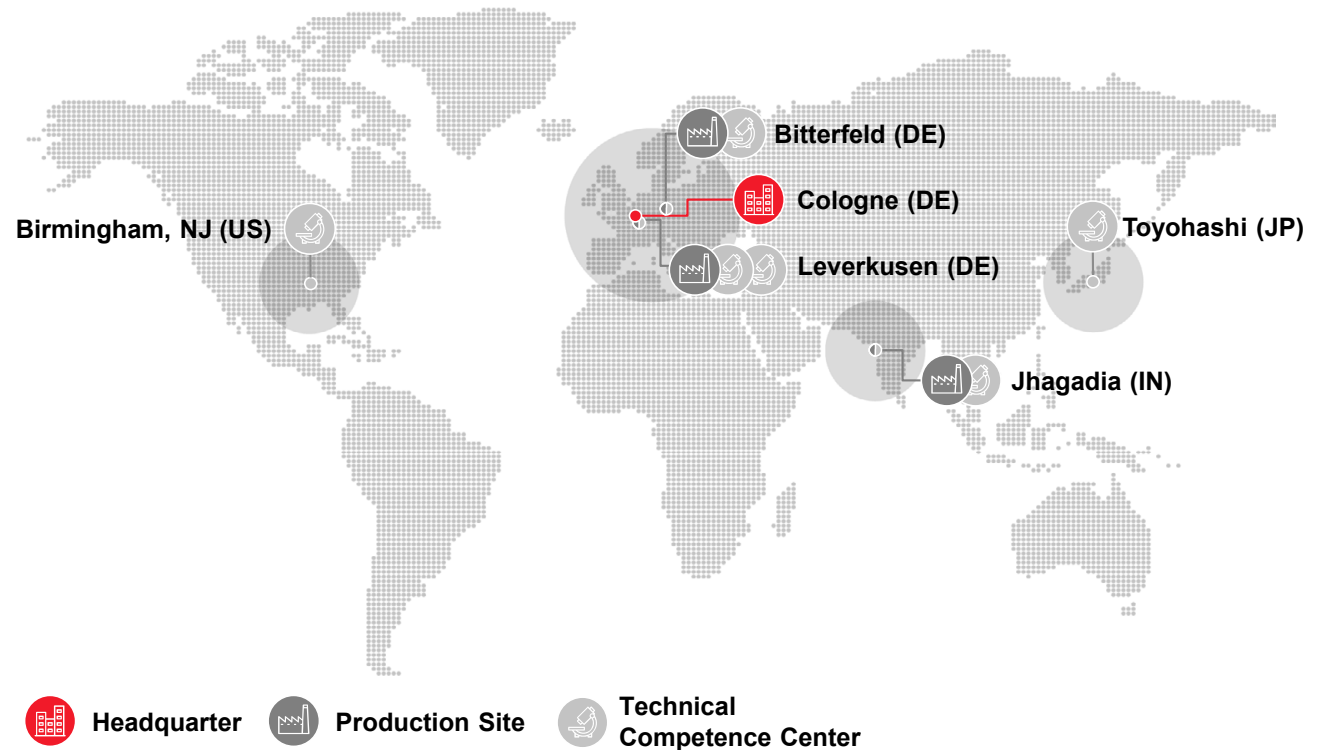 Bitterfeld (DE)
Cologne (DE)
Birmingham, NJ (US)
Toyohashi (JP)
Leverkusen (DE)
Jhagadia (IN)
Headquarter
Production Site
Technical
Competence Center